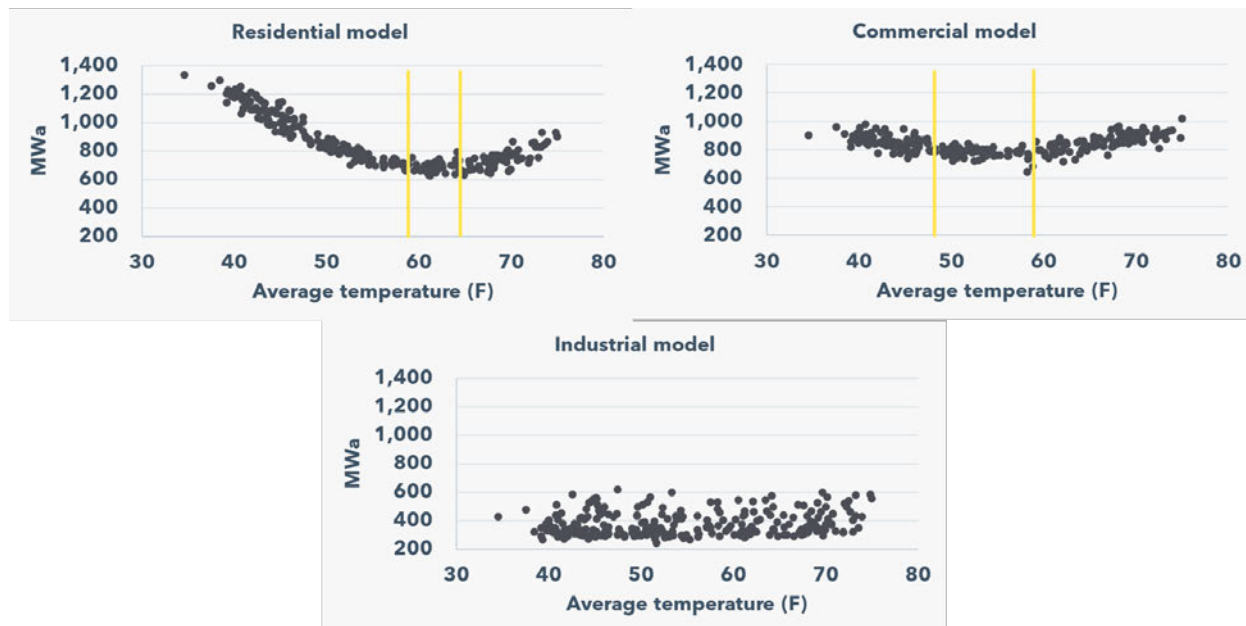 Residential model
1,400
1,200
1,000
800
600
400
200
MWa
30 40 50 60 70 80
Average temperature (F)
Commercial model
1,400
1,200
1,000
800
600
400
200
MWa
30 40 50 60 70 80
Average temperature (F)
Industrial model
1,400
1,200
1,000
800
600
400
200
MWa
30 40 50 60 70 80
Average temperature (F)